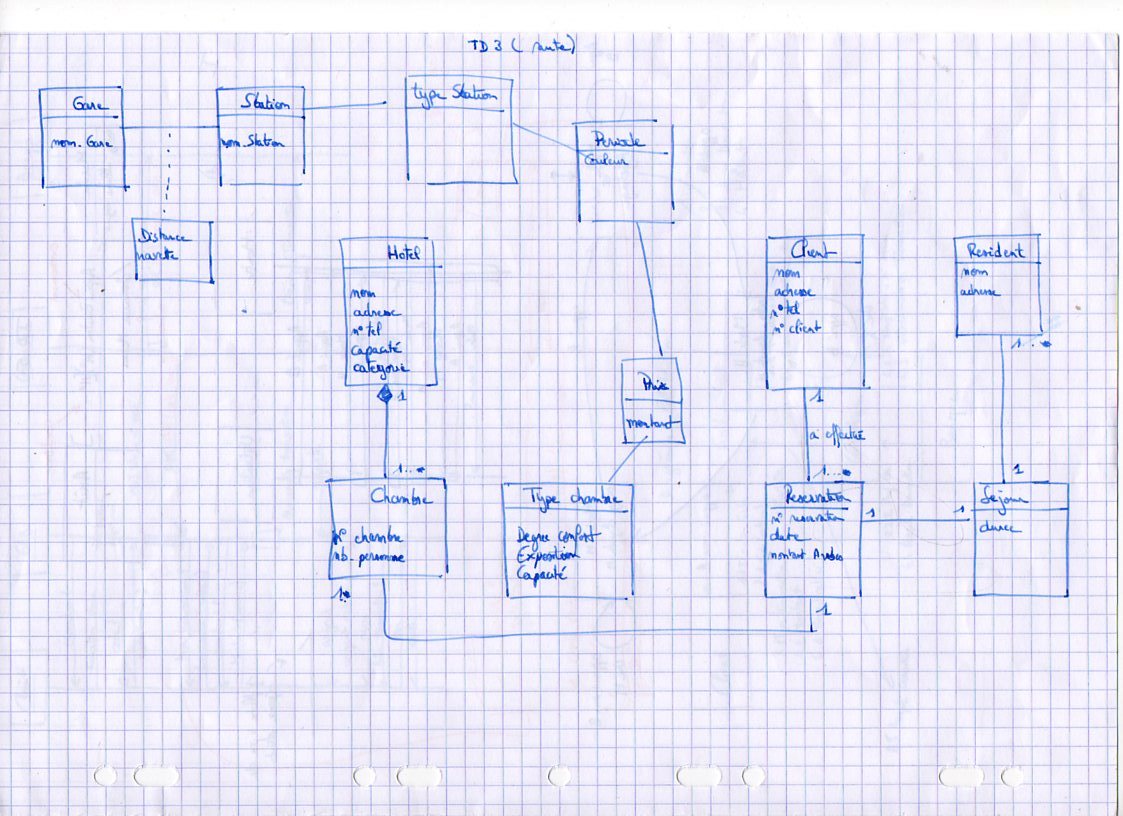 TD 3 (suite)
Gare
nom. Gare
Station
nom. Station
type Station
Periode
Couleur
Distance
navette
Hotel
nom
adresse
n° tel
capacité
categorie
1
1..*
Client
nom
adresse
n° tel
n° client
1
a effectué
1..*
Resident
nom
adresse
1..*
1
Prix
montant
Chambre
n° chambre
nb. personne
1*
Type chambre
Degre confort
Exposition
Capacité
Reservation
n° reservation
date
montant Arrhes
1
1
1
Sejour
duree